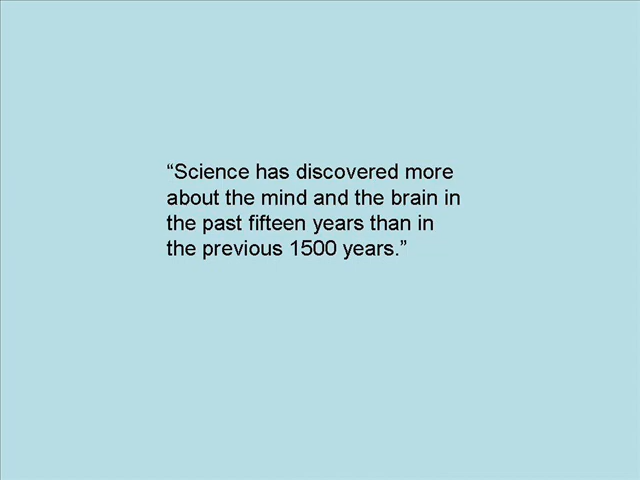 “Science has discovered more
about the mind and the brain in
the past fifteen years than in
the previous 1500 years.”